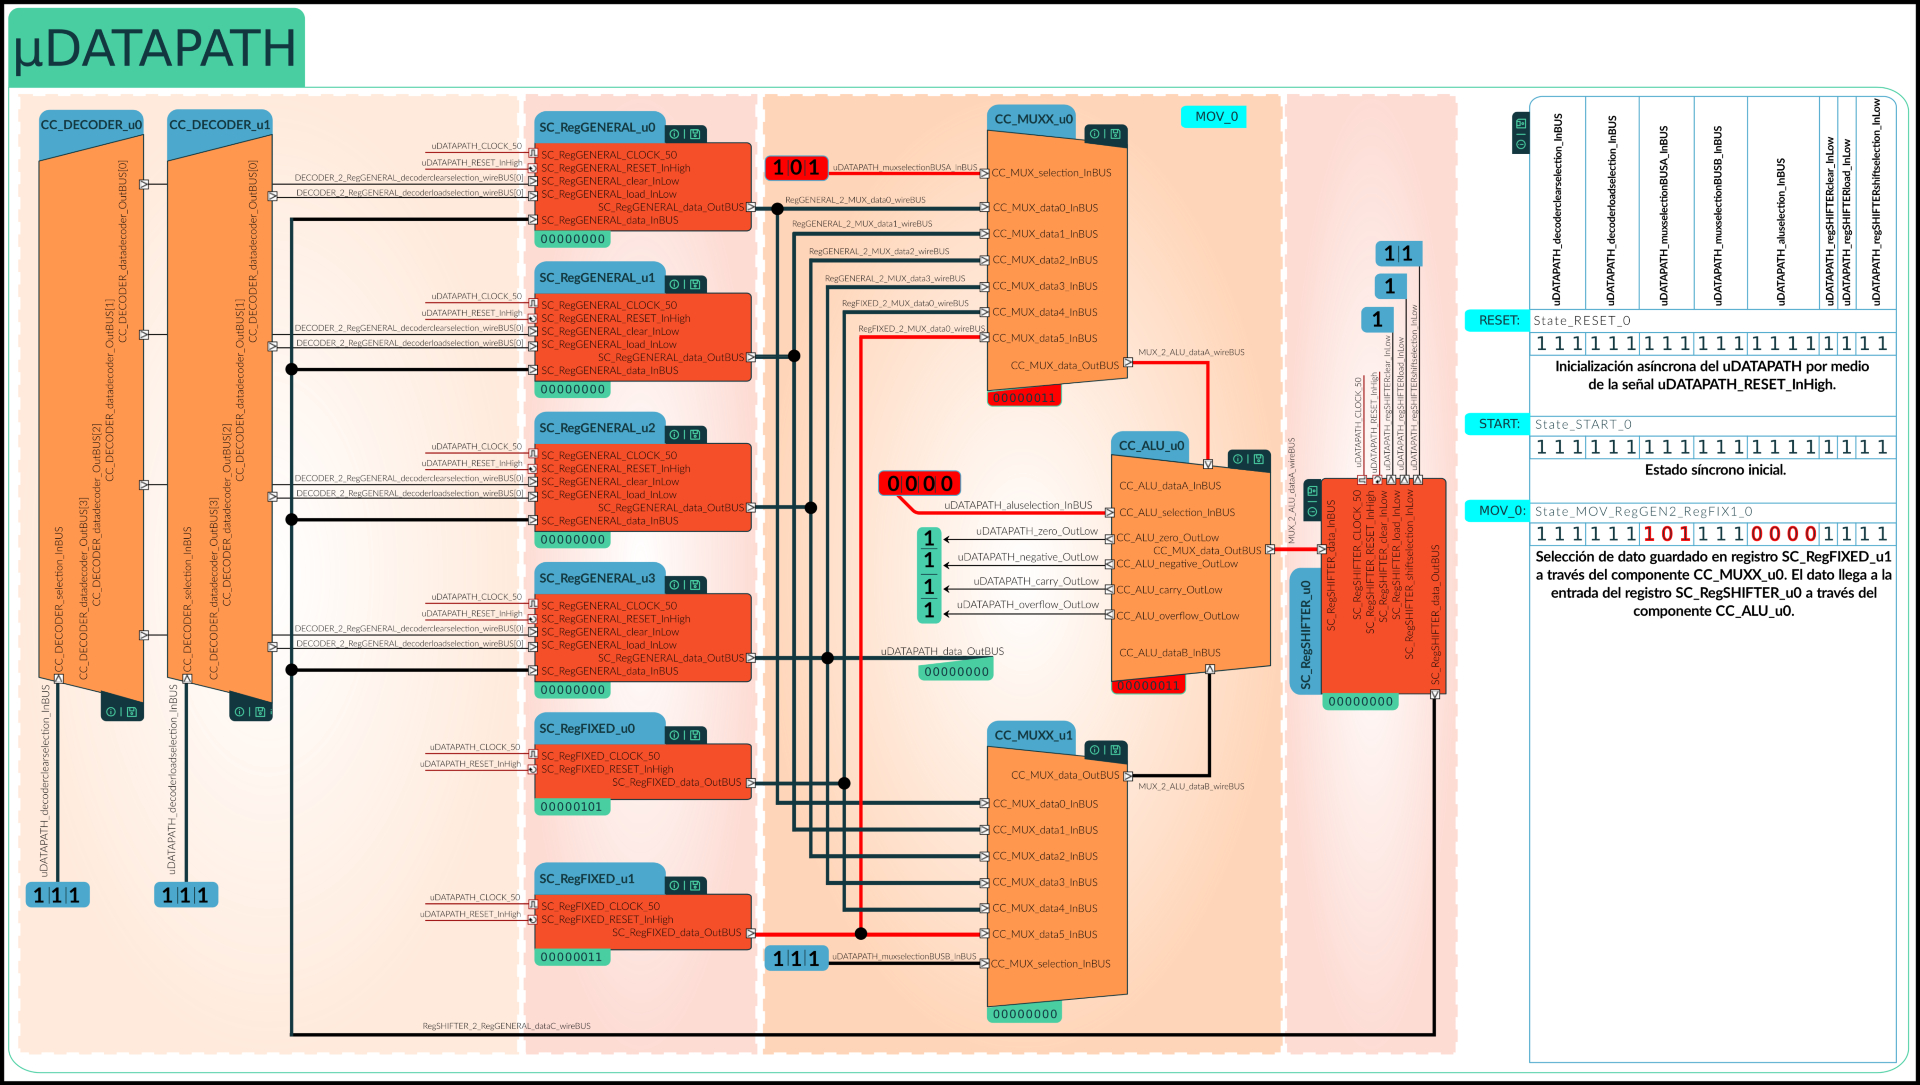 µDATAPATH
CC_DECODER_u0
CC_DECODER_datadecoder_OutBUS[0]
CC_DECODER_datadecoder_OutBUS[1]
CC_DECODER_datadecoder_OutBUS[2]
CC_DECODER_datadecoder_OutBUS[3]
CC_DECODER_selection_InBUS
uDATAPATH_decoderclearselection_InBUS
1 1 1
CC_DECODER_u1
CC_DECODER_datadecoder_OutBUS[0]
CC_DECODER_datadecoder_OutBUS[1]
CC_DECODER_datadecoder_OutBUS[2]
CC_DECODER_datadecoder_OutBUS[3]
CC_DECODER_selection_InBUS
uDATAPATH_decoderloadselection_InBUS
1 1 1
SC_RegGENERAL_u0
uDATAPATH_CLOCK_50
uDATAPATH_RESET_InHigh
DECODER_2_RegGENERAL_decoderclearselection_wireBUS[0]
DECODER_2_RegGENERAL_decoderloadselection_wireBUS[0]
SC_RegGENERAL_CLOCK_50
SC_RegGENERAL_RESET_InHigh
SC_RegGENERAL_clear_InLow
SC_RegGENERAL_load_InLow
SC_RegGENERAL_data_OutBUS
SC_RegGENERAL_data_InBUS
00000000
SC_RegGENERAL_u1
uDATAPATH_CLOCK_50
uDATAPATH_RESET_InHigh
DECODER_2_RegGENERAL_decoderclearselection_wireBUS[0]
DECODER_2_RegGENERAL_decoderloadselection_wireBUS[0]
SC_RegGENERAL_CLOCK_50
SC_RegGENERAL_RESET_InHigh
SC_RegGENERAL_clear_InLow
SC_RegGENERAL_load_InLow
SC_RegGENERAL_data_OutBUS
SC_RegGENERAL_data_InBUS
00000000
SC_RegGENERAL_u2
uDATAPATH_CLOCK_50
uDATAPATH_RESET_InHigh
DECODER_2_RegGENERAL_decoderclearselection_wireBUS[0]
DECODER_2_RegGENERAL_decoderloadselection_wireBUS[0]
SC_RegGENERAL_CLOCK_50
SC_RegGENERAL_RESET_InHigh
SC_RegGENERAL_clear_InLow
SC_RegGENERAL_load_InLow
SC_RegGENERAL_data_OutBUS
SC_RegGENERAL_data_InBUS
00000000
SC_RegGENERAL_u3
uDATAPATH_CLOCK_50
uDATAPATH_RESET_InHigh
DECODER_2_RegGENERAL_decoderclearselection_wireBUS[0]
DECODER_2_RegGENERAL_decoderloadselection_wireBUS[0]
SC_RegGENERAL_CLOCK_50
SC_RegGENERAL_RESET_InHigh
SC_RegGENERAL_clear_InLow
SC_RegGENERAL_load_InLow
SC_RegGENERAL_data_OutBUS
SC_RegGENERAL_data_InBUS
00000000
SC_RegFIXED_u0
uDATAPATH_CLOCK_50
uDATAPATH_RESET_InHigh
SC_RegFIXED_CLOCK_50
SC_RegFIXED_RESET_InHigh
SC_RegFIXED_data_OutBUS
00000101
SC_RegFIXED_u1
uDATAPATH_CLOCK_50
uDATAPATH_RESET_InHigh
SC_RegFIXED_CLOCK_50
SC_RegFIXED_RESET_InHigh
SC_RegFIXED_data_OutBUS
00000011
RegSHIFTER_2_RegGENERAL_dataC_wireBUS
MOV_0
CC_MUXX_u0
1 0 1
uDATAPATH_muxselectionBUSA_InBUS
RegGENERAL_2_MUX_data0_wireBUS
RegGENERAL_2_MUX_data1_wireBUS
RegGENERAL_2_MUX_data2_wireBUS
RegGENERAL_2_MUX_data3_wireBUS
RegFIXED_2_MUX_data0_wireBUS
RegFIXED_2_MUX_data0_wireBUS
CC_MUX_selection_InBUS
CC_MUX_data0_InBUS
CC_MUX_data1_InBUS
CC_MUX_data2_InBUS
CC_MUX_data3_InBUS
CC_MUX_data4_InBUS
CC_MUX_data5_InBUS
CC_MUX_data_OutBUS
00000011
MUX_2_ALU_dataA_wireBUS
CC_ALU_u0
0 0 0 0
uDATAPATH_aluselection_InBUS
uDATAPATH_zero_OutLow
uDATAPATH_negative_OutLow
uDATAPATH_carry_OutLow
uDATAPATH_overflow_OutLow
1
1
1
1
CC_ALU_dataA_InBUS
CC_ALU_selection_InBUS
CC_ALU_zero_OutLow
CC_MUX_data_OutBUS
CC_ALU_negative_OutLow
CC_ALU_carry_OutLow
CC_ALU_overflow_OutLow
CC_ALU_dataB_InBUS
00000011
uDATAPATH_data_OutBUS
00000000
CC_MUXX_u1
CC_MUX_data_OutBUS
MUX_2_ALU_dataB_wireBUS
CC_MUX_data0_InBUS
CC_MUX_data1_InBUS
CC_MUX_data2_InBUS
CC_MUX_data3_InBUS
CC_MUX_data4_InBUS
CC_MUX_data5_InBUS
CC_MUX_selection_InBUS
1 1 1
uDATAPATH_muxselectionBUSB_InBUS
00000000
1 1
1
1
uDATAPATH_CLOCK_50
uDATAPATH_RESET_InHigh
uDATAPATH_regSHIFTERclear_InLow
uDATAPATH_regSHIFTERload_InLow
uDATAPATH_regSHIFTERshiftselection_InLow
MUX_2_ALU_dataA_wireBUS
SC_RegSHIFTER_u0
SC_RegSHIFTER_data_InBUS
SC_RegSHIFTER_CLOCK_50
SC_RegSHIFTER_RESET_InHigh
SC_RegSHIFTER_clear_InLow
SC_RegSHIFTER_load_InLow
SC_RegSHIFTER_shiftselection_InLow
SC_RegSHIFTER_data_OutBUS
00000000
uDATAPATH_decoderclearselection_InBUS
uDATAPATH_decoderloadselection_InBUS
uDATAPATH_muxselectionBUSA_InBUS
uDATAPATH_muxselectionBUSB_InBUS
uDATAPATH_aluselection_InBUS
uDATAPATH_regSHIFTERclear_InLow
uDATAPATH_regSHIFTERload_InLow
uDATAPATH_regSHIFTERshiftselection_InLow
RESET: State_RESET_0
1 1 1 1 1 1 1 1 1 1 1 1 1 1 1 1 1 1 1 1
Inicialización asíncrona del uDATAPATH por medio
de la señal uDATAPATH_RESET_InHigh.
START: State_START_0
1 1 1 1 1 1 1 1 1 1 1 1 1 1 1 1 1 1 1 1
Estado síncrono inicial.
MOV_0: State_MOV_RegGEN2_RegFIX1_0
1 1 1 1 1 1 1 0 1 1 1 1 0 0 0 0 1 1 1 1
Selección de dato guardado en registro SC_RegFIXED_u1
a través del componente CC_MUXX_u0. El dato llega a la
entrada del registro SC_RegSHIFTER_u0 a través del
componente CC_ALU_u0.